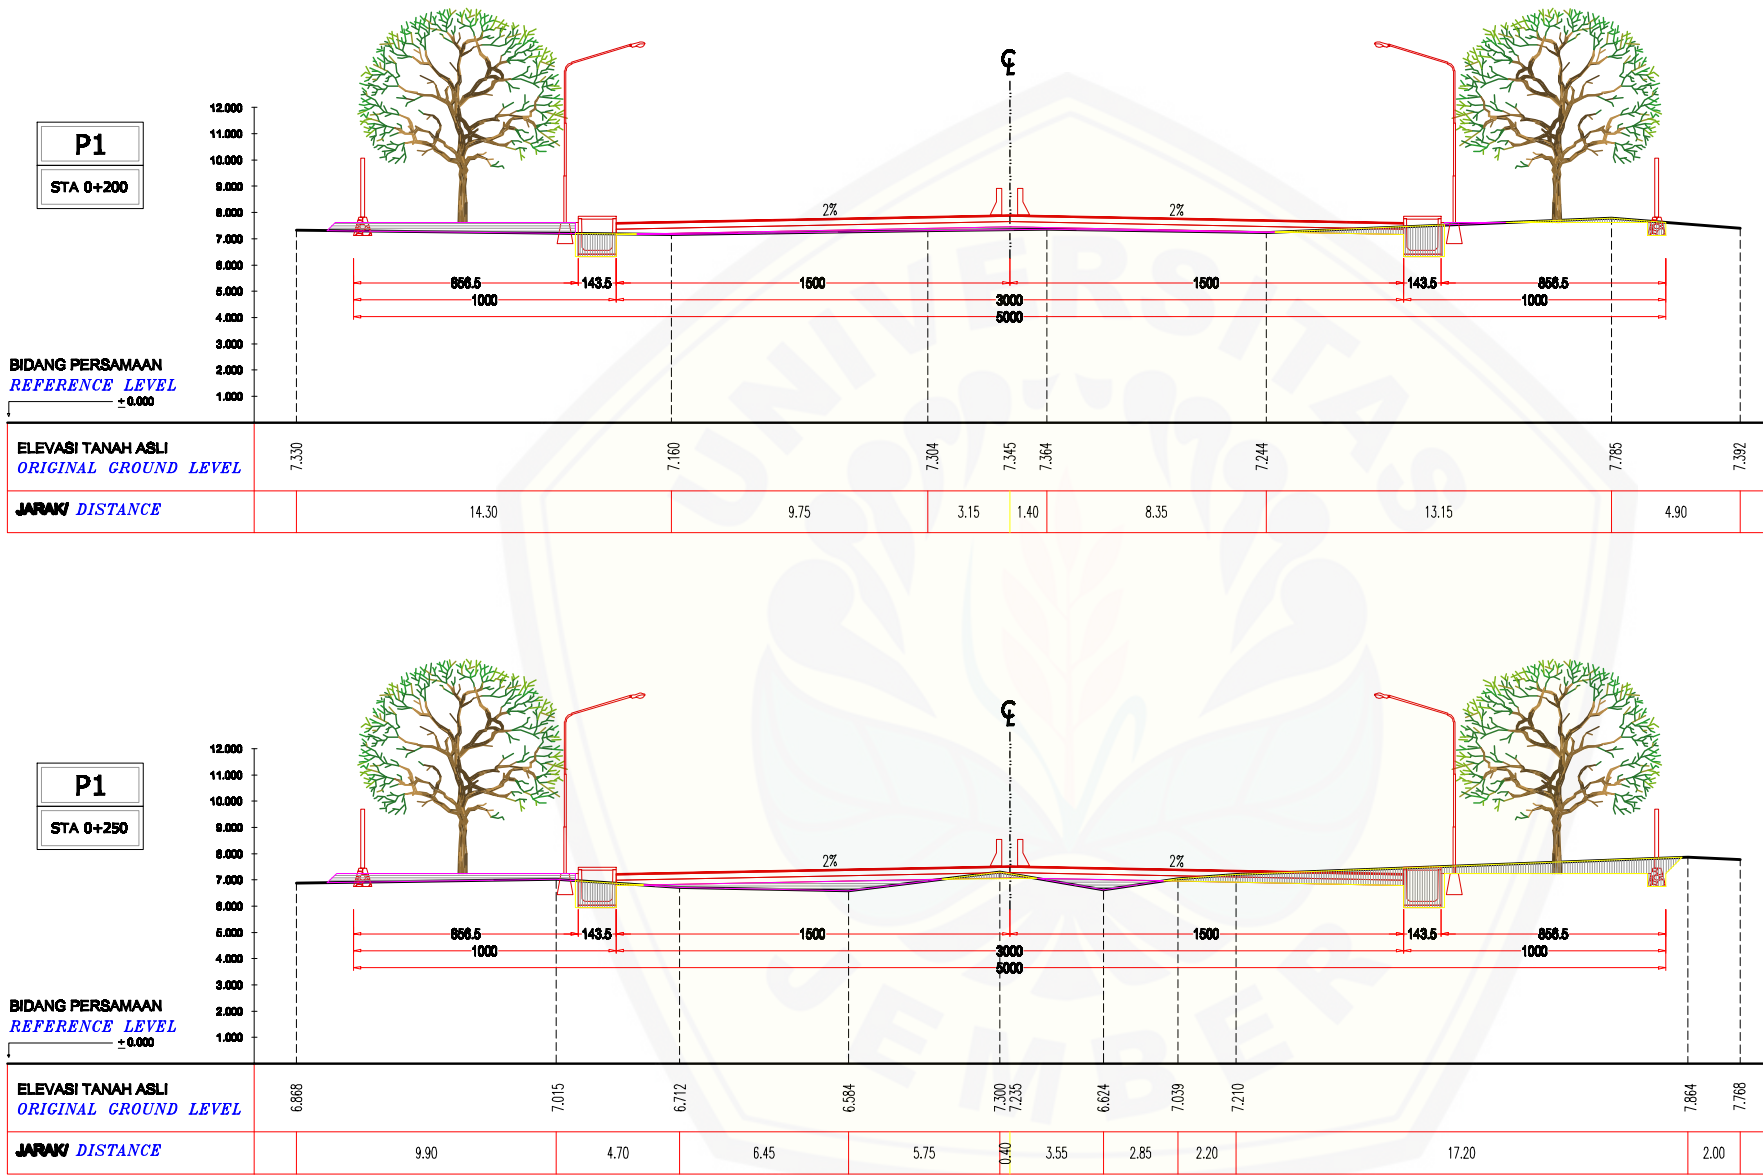 ℄
12.000
11.000
10.000
9.000
8.000
7.000
6.000
5.000
4.000
3.000
2.000
1.000
P1
STA 0+200
2% 2%
856.5 143.5 1500 1500 143.5 856.5
1000 3000 1000
5000
BIDANG PERSAMAAN
REFERENCE LEVEL
± 0.000
ELEVASI TANAH ASLI
ORIGINAL GROUND LEVEL
7.330 7.160 7.304 7.345 7.364 7.244 7.785 7.392
JARAK/ DISTANCE
14.30 9.75 3.15 1.40 8.35 13.15 4.90
℄
12.000
11.000
10.000
9.000
8.000
7.000
6.000
5.000
4.000
3.000
2.000
1.000
P1
STA 0+250
2% 2%
856.5 143.5 1500 1500 143.5 856.5
1000 3000 1000
5000
BIDANG PERSAMAAN
REFERENCE LEVEL
± 0.000
ELEVASI TANAH ASLI
ORIGINAL GROUND LEVEL
6.868 7.015 6.712 6.584 7.300 7.235 6.624 7.039 7.210 7.864 7.768
JARAK/ DISTANCE
9.90 4.70 6.45 5.75 0.40 3.55 2.85 2.20 17.20 2.00
UNIVERSITAS
JEMBER